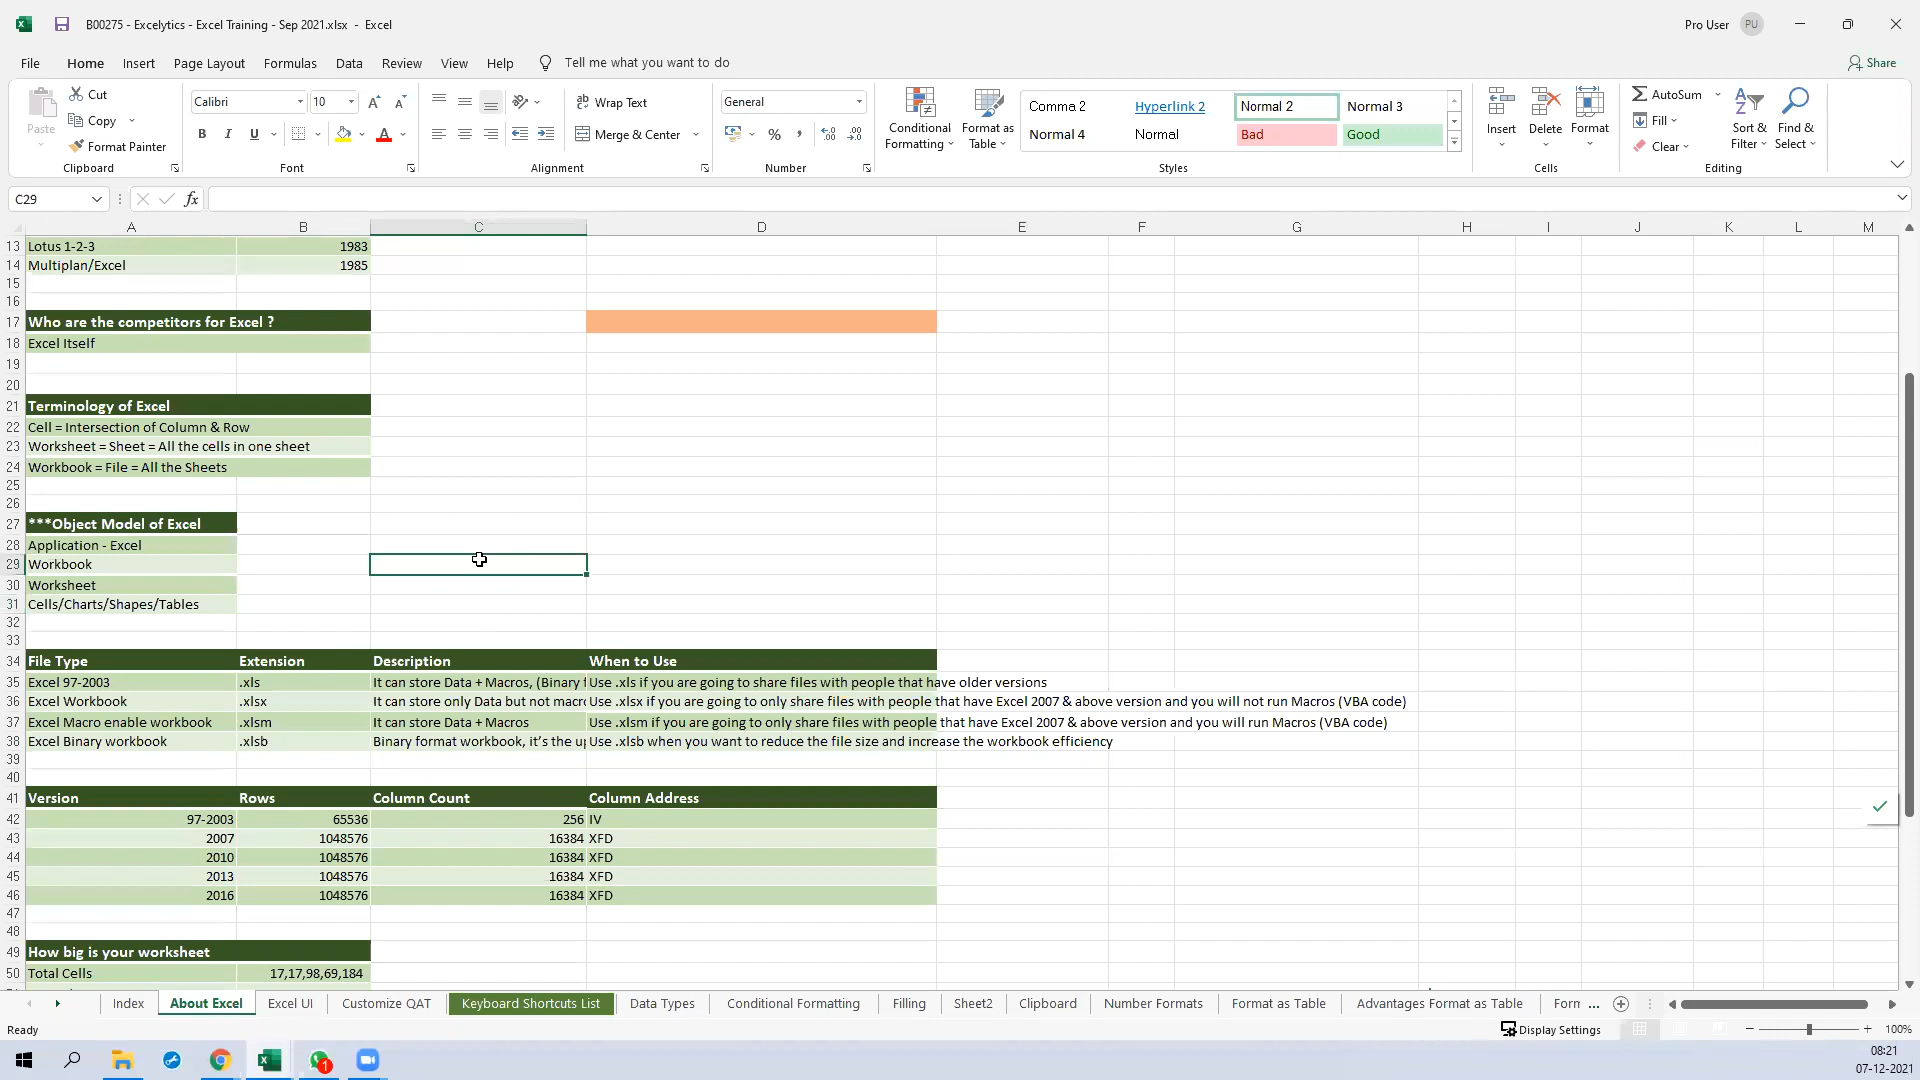 B00275 - Excelytics - Excel Training - Sep 2021.xlsx - Excel
Pro User PU
File Home Insert Page Layout Formulas Data Review View Help Tell me what you want to do
Share
Paste
Cut
Copy
Format Painter
Clipboard
Calibri 10
B I U
Font
Wrap Text
Merge & Center
Alignment
General
Number
Conditional Formatting
Format as Table
Comma 2 Hyperlink 2 Normal 2 Normal 3
Normal 4 Normal Bad Good
Styles
Insert Delete Format
Cells
AutoSum
Fill
Clear
Sort & Filter
Find & Select
Editing
C29 fx
A B C D E F G H I J K L M
13 Lotus 1-2-3 1983
14 Multiplan/Excel 1985
15
16
17 Who are the competitors for Excel ?
18 Excel Itself
19
20
21 Terminology of Excel
22 Cell = Intersection of Column & Row
23 Worksheet = Sheet = All the cells in one sheet
24 Workbook = File = All the Sheets
25
26
27 ***Object Model of Excel
28 Application - Excel
29 Workbook
30 Worksheet
31 Cells/Charts/Shapes/Tables
32
33
34 File Type Extension Description When to Use
35 Excel 97-2003 .xls It can store Data + Macros, (Binary f Use .xls if you are going to share files with people that have older versions
36 Excel Workbook .xlsx It can store only Data but not macro Use .xlsx if you are going to only share files with people that have Excel 2007 & above version and you will not run Macros (VBA code)
37 Excel Macro enable workbook .xlsm It can store Data + Macros Use .xlsm if you are going to only share files with people that have Excel 2007 & above version and you will run Macros (VBA code)
38 Excel Binary workbook .xlsb Binary format workbook, it's the up Use .xlsb when you want to reduce the file size and increase the workbook efficiency
39
40
41 Version Rows Column Count Column Address
42 97-2003 65536 256 IV
43 2007 1048576 16384 XFD
44 2010 1048576 16384 XFD
45 2013 1048576 16384 XFD
46 2016 1048576 16384 XFD
47
48
49 How big is your worksheet
50 Total Cells 17,17,98,69,184
Index About Excel Excel UI Customize QAT Keyboard Shortcuts List Data Types Conditional Formatting Filling Sheet2 Clipboard Number Formats Format as Table Advantages Format as Table Form ...
Ready
Display Settings
100%
1
08:21
07-12-2021